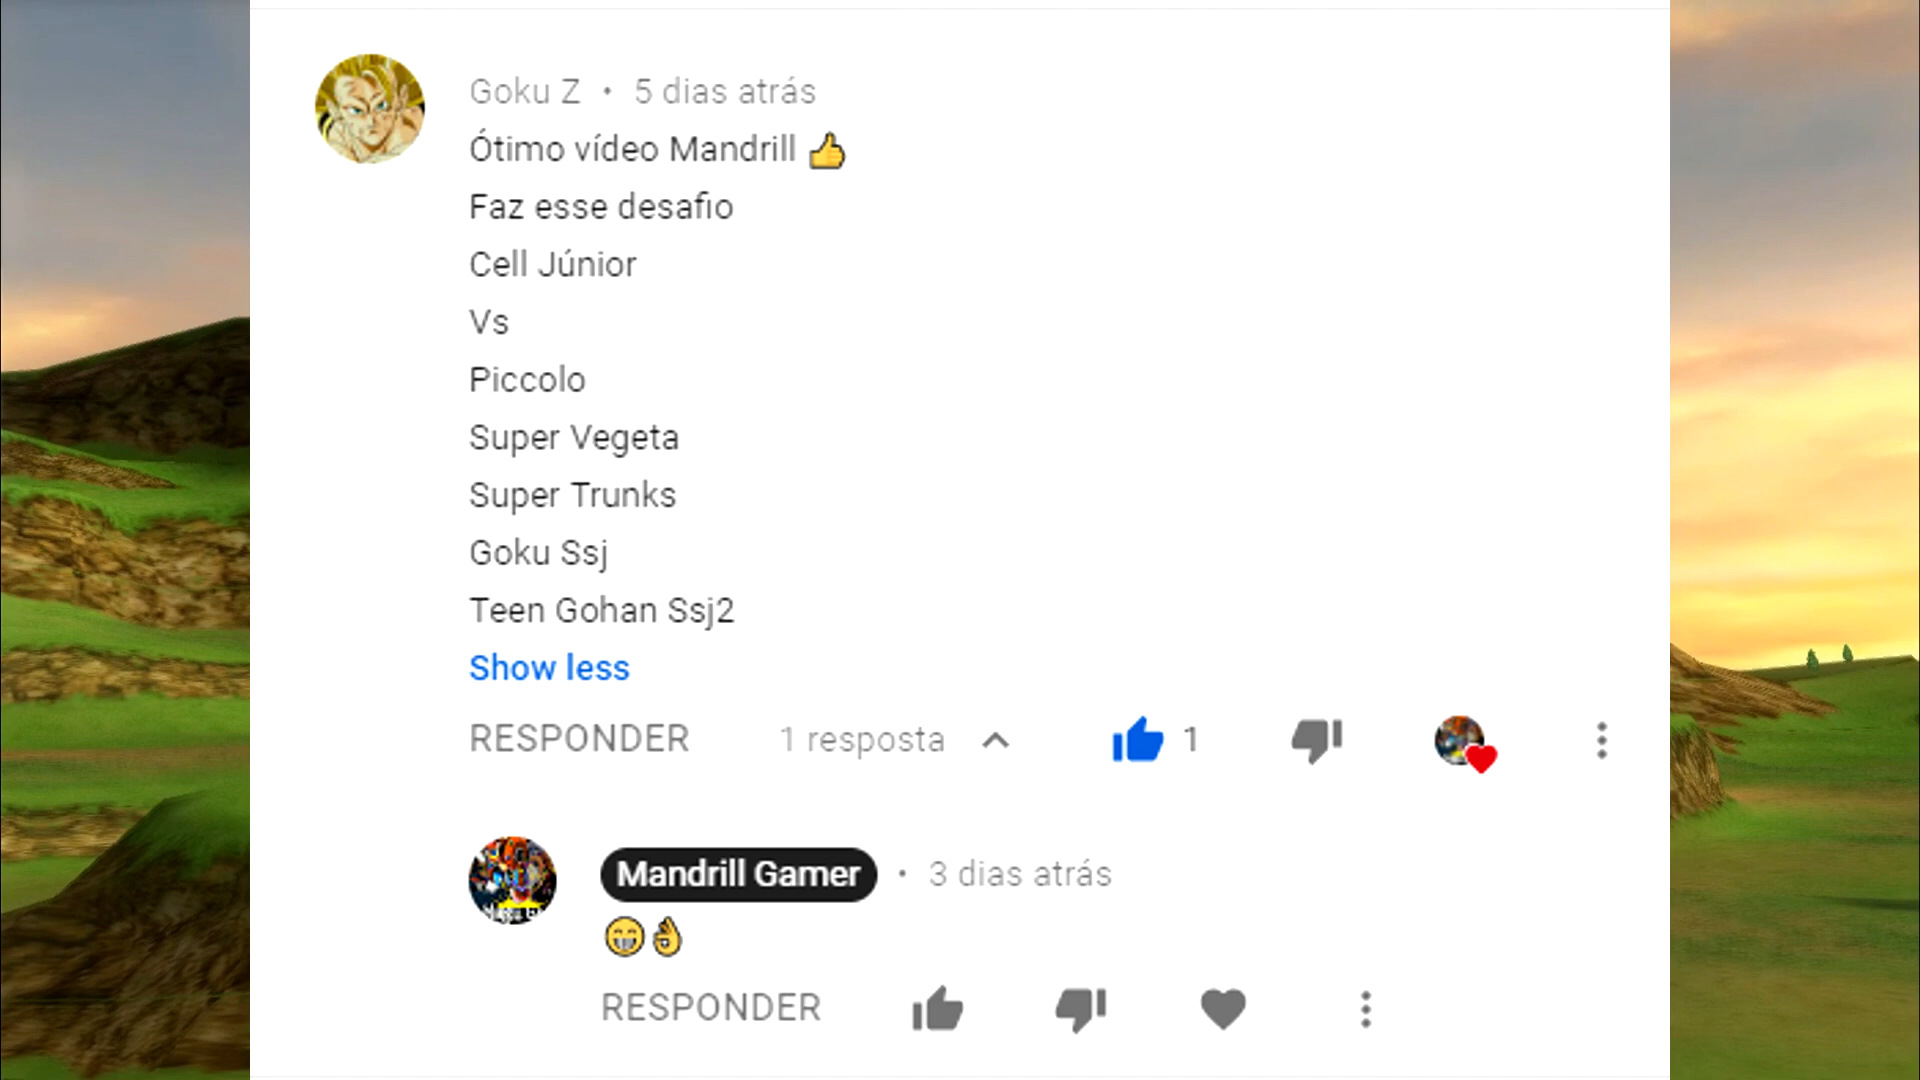 Goku Z • 5 dias atrás
Ótimo vídeo Mandrill 👍
Faz esse desafio
Cell Júnior
Vs
Piccolo
Super Vegeta
Super Trunks
Goku Ssj
Teen Gohan Ssj2
Show less
RESPONDER 1 resposta 1
Mandrill Gamer • 3 dias atrás
😁👌
RESPONDER